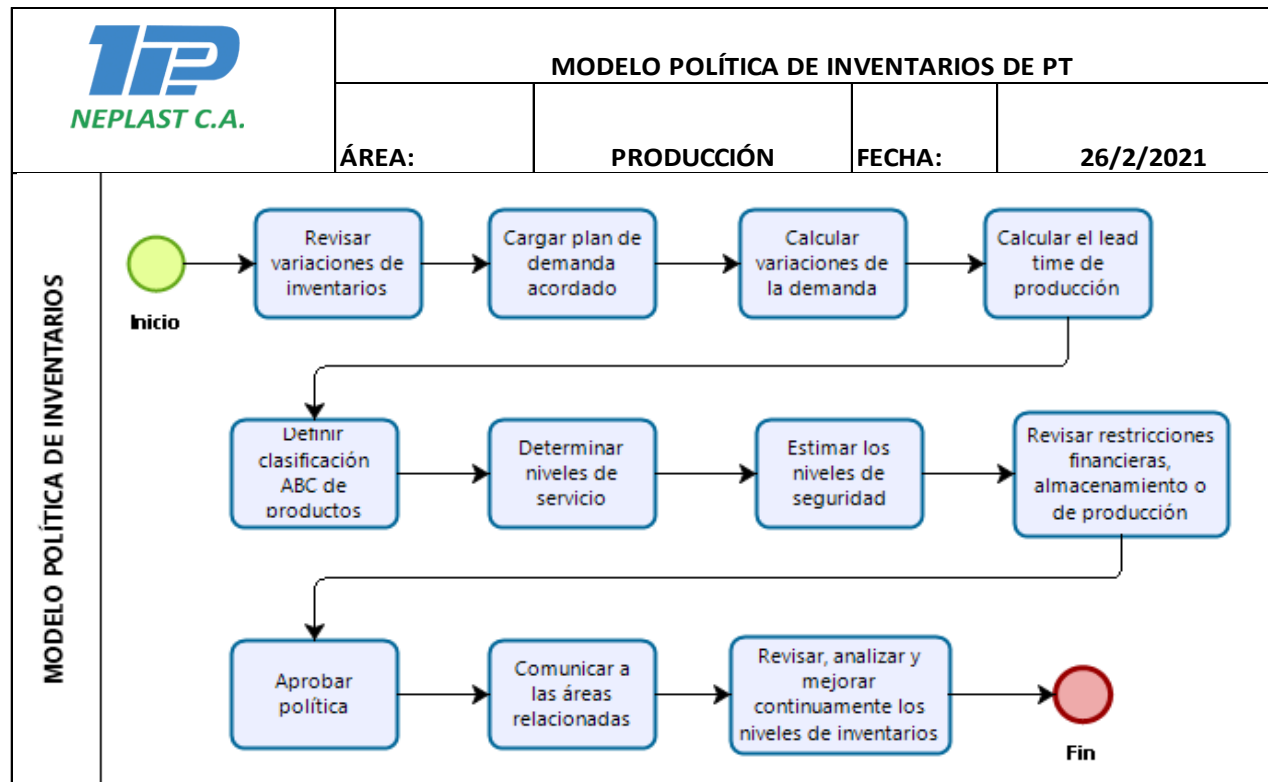 NEPLAST C.A.
MODELO POLÍTICA DE INVENTARIOS DE PT
ÁREA:
PRODUCCIÓN
FECHA:
26/2/2021
MODELO POLÍTICA DE INVENTARIOS
Inicio
Revisar
variaciones de
inventarios
Cargar plan de
demanda
acordado
Calcular
variaciones de
la demanda
Calcular el lead
time de
producción
Definir
clasificación
ABC de
productos
Determinar
niveles de
servicio
Estimar los
niveles de
seguridad
Revisar restricciones
financieras,
almacenamiento o
de producción
Aprobar
política
Comunicar a
las áreas
relacionadas
Revisar, analizar y
mejorar
continuamente los
niveles de inventarios
Fin